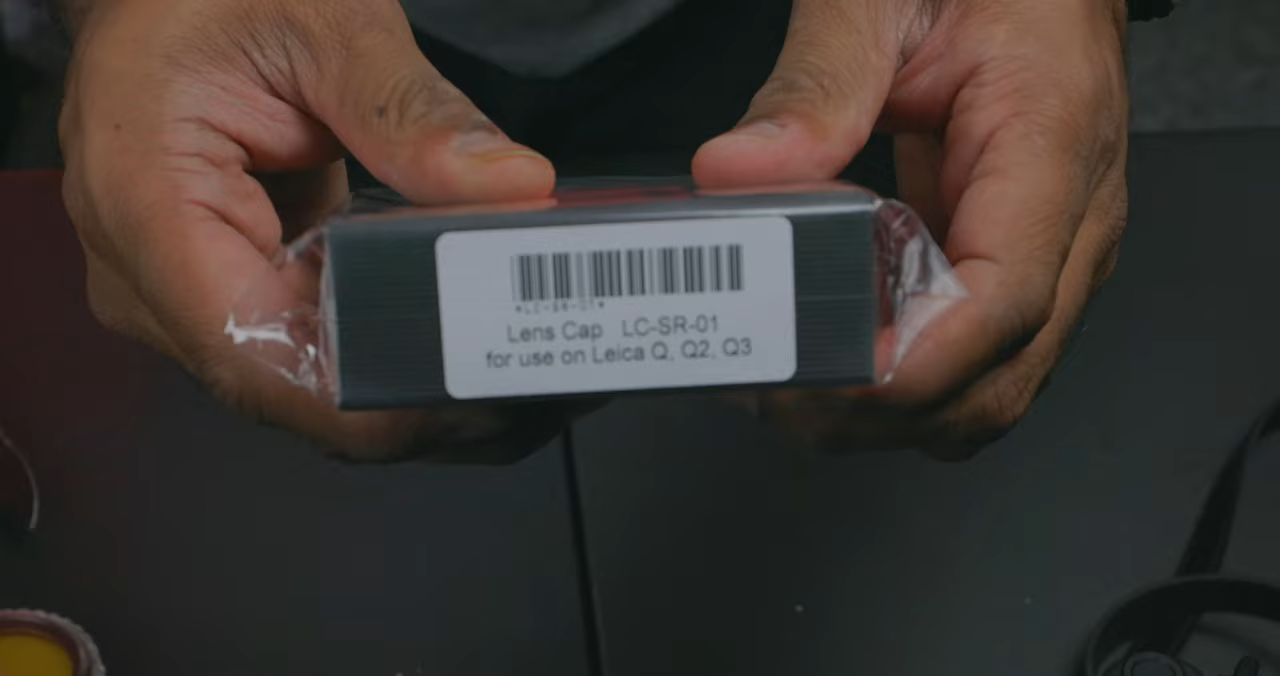 Lens Cap LC-SR-01
for use on Leica Q, Q2, Q3